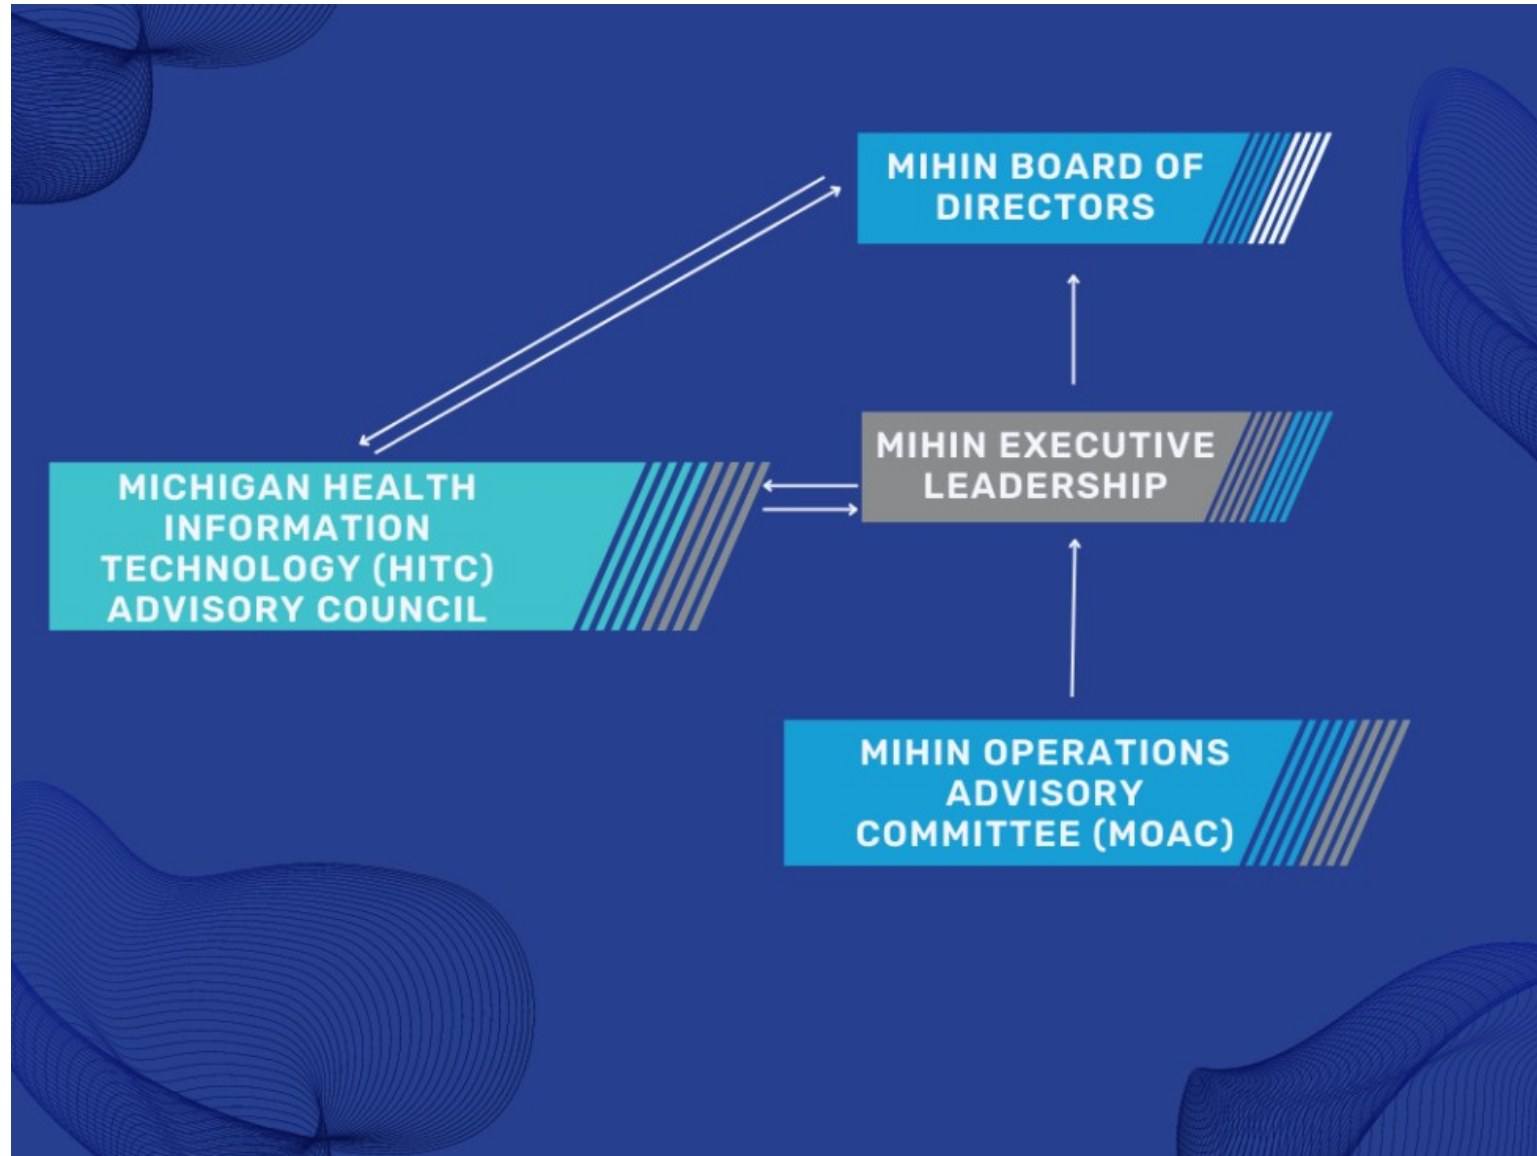 MIHIN BOARD OF
DIRECTORS
MIHIN EXECUTIVE
LEADERSHIP
MICHIGAN HEALTH
INFORMATION
TECHNOLOGY (HITC)
ADVISORY COUNCIL
MIHIN OPERATIONS
ADVISORY
COMMITTEE (MOAC)